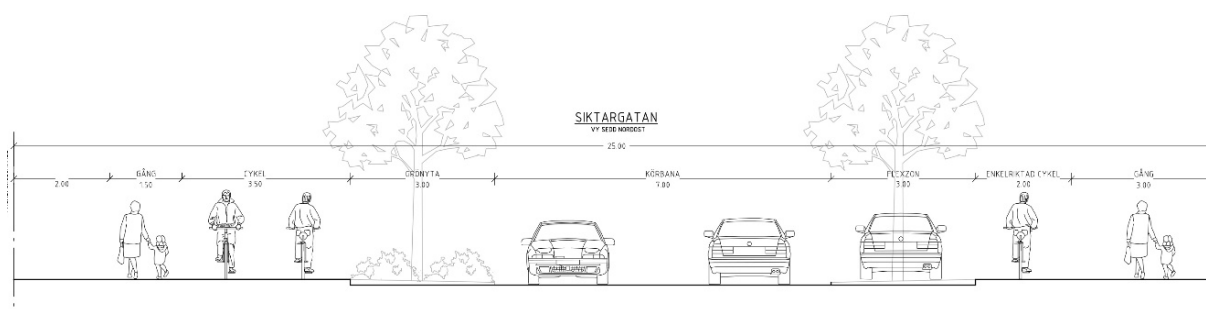 SIKTARGATAN
VY SEDD NORDOST
25.00
GÅNG CYKEL GRÖNYTA KÖRBANA FLEXZON ENKELRIKTAD CYKEL GÅNG
2.00 1.50 3.50 3.00 7.00 3.00 2.00 3.00